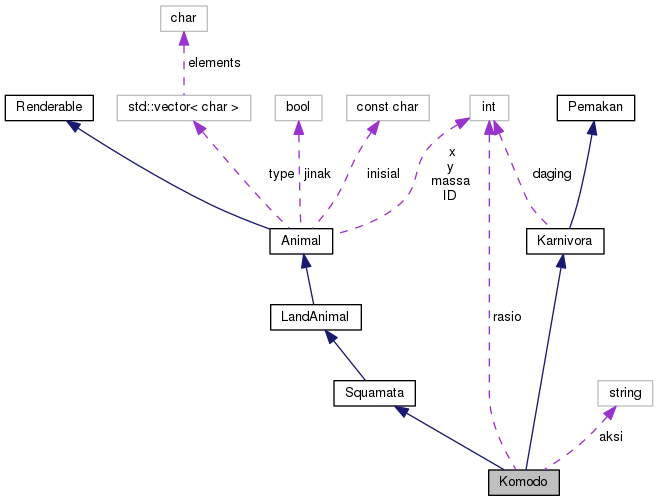 char
elements
Renderable
std::vector< char >
bool
const char
int
Pemakan
type
jinak
inisial
x
y
massa
ID
daging
Animal
Karnivora
LandAnimal
rasio
Squamata
string
aksi
Komodo